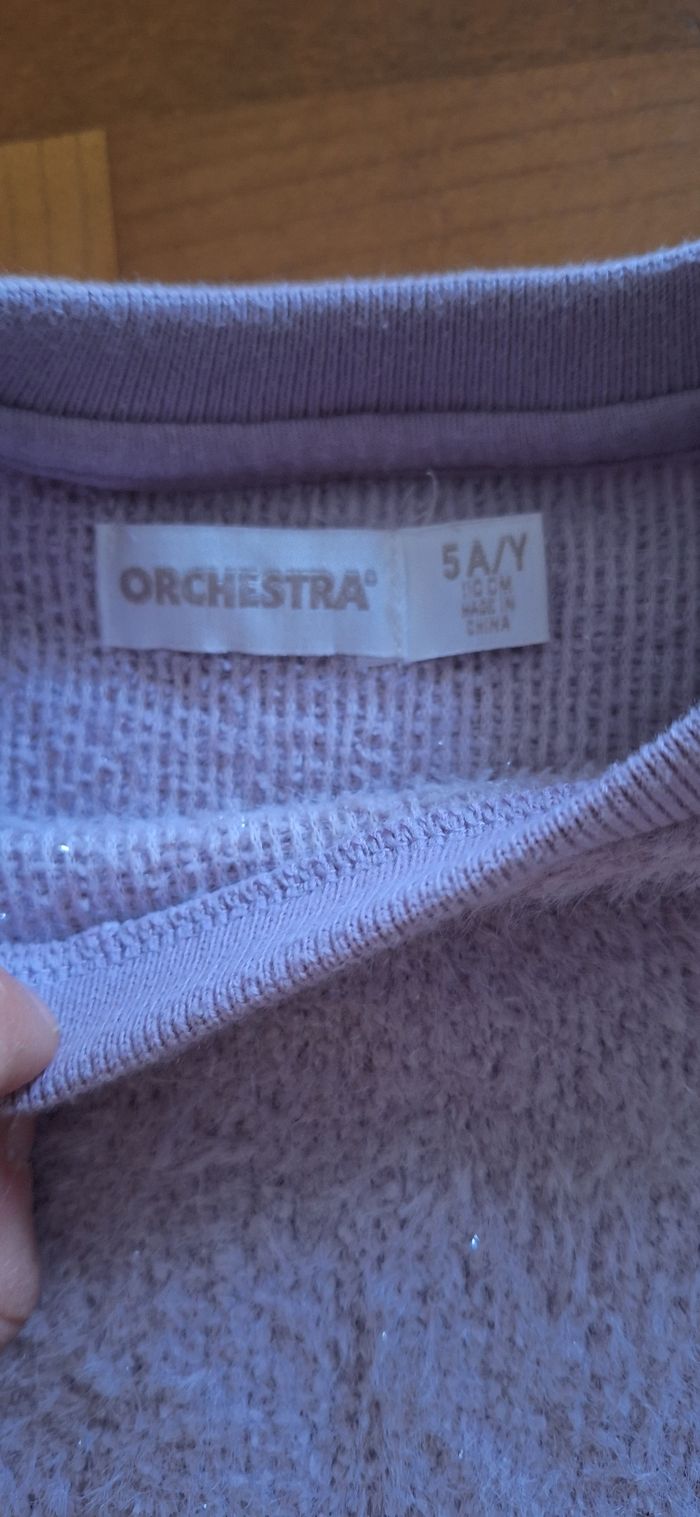 ORCHESTRA®
5 A/Y
110 CM
MADE IN
CHINA